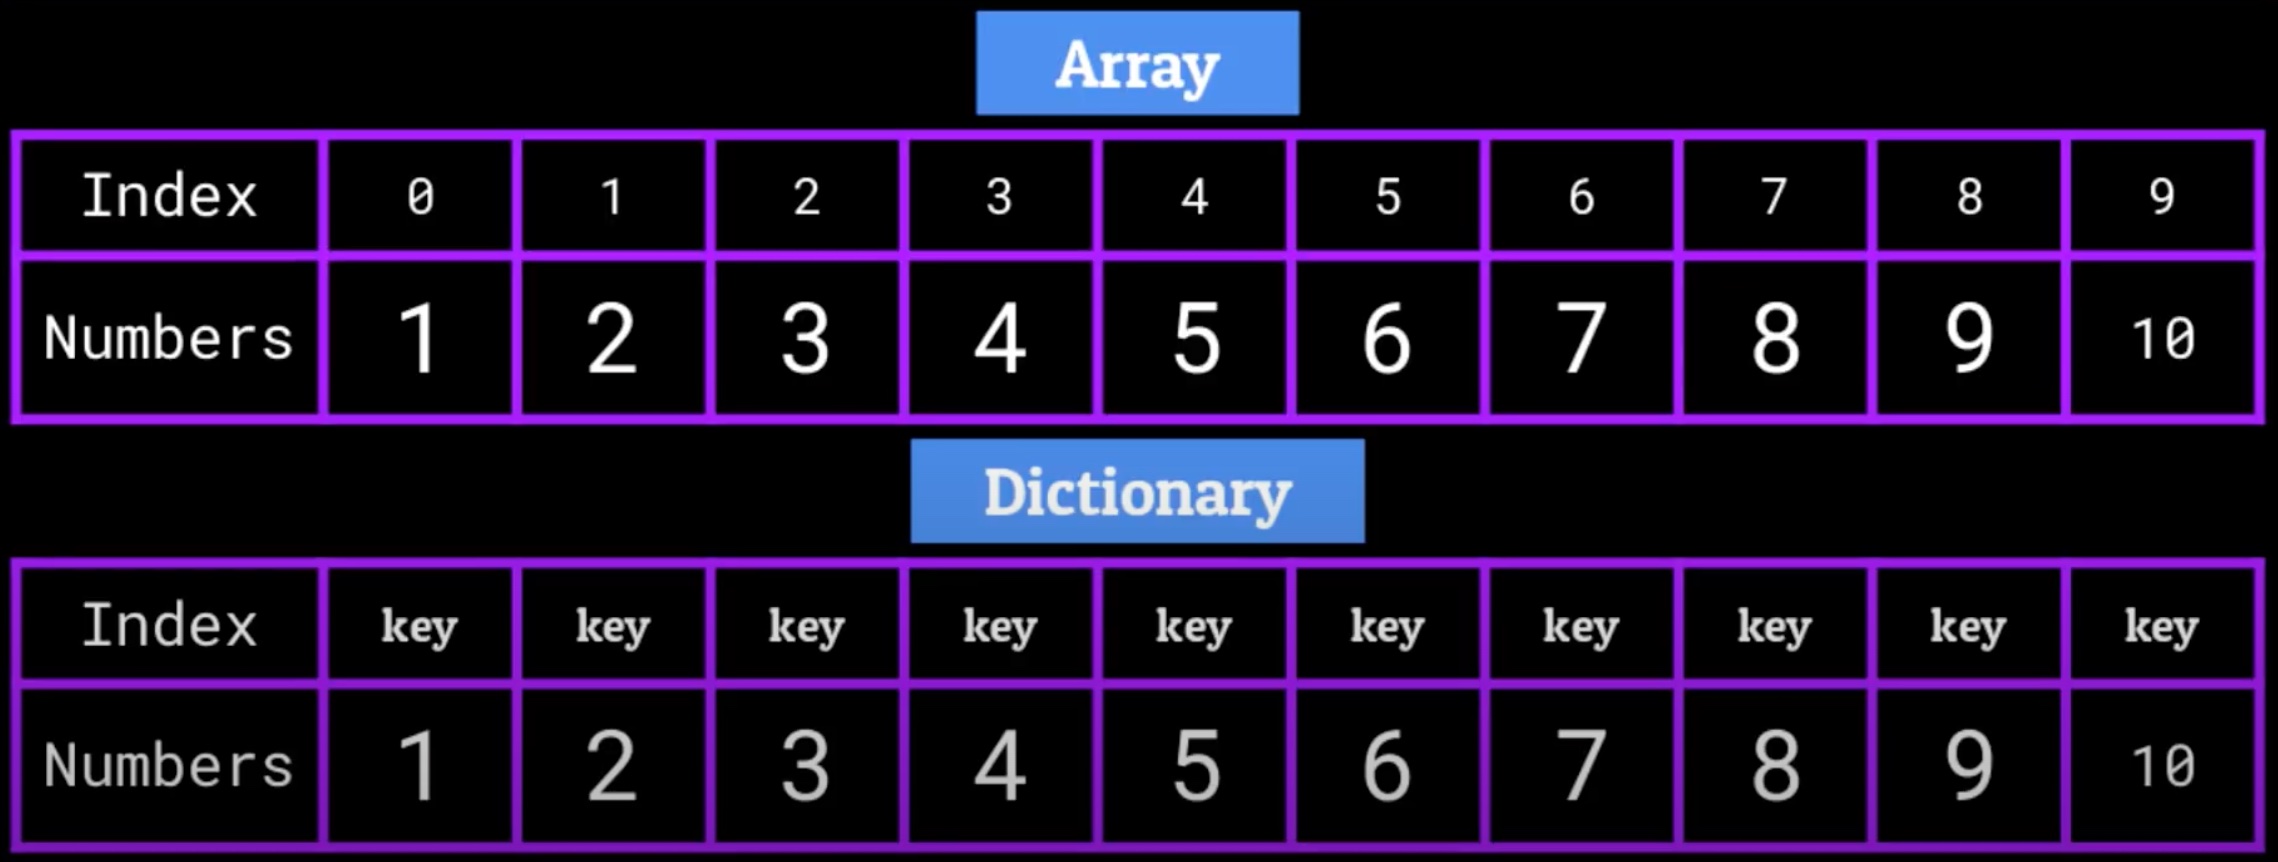 Array
Index 0 1 2 3 4 5 6 7 8 9
Numbers 1 2 3 4 5 6 7 8 9 10
Dictionary
Index key key key key key key key key key key
Numbers 1 2 3 4 5 6 7 8 9 10